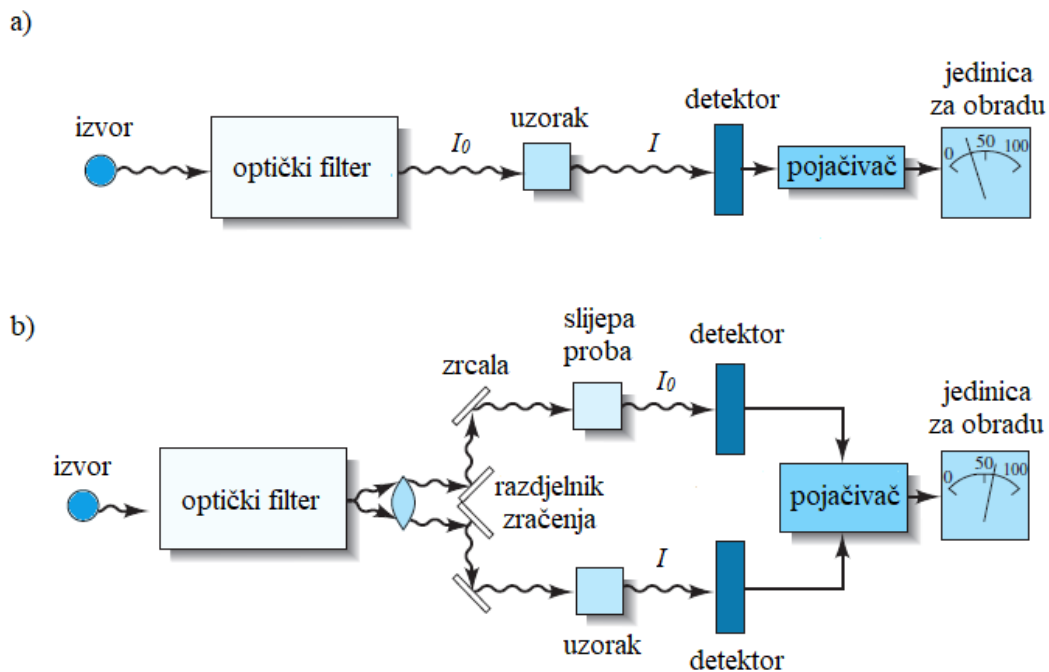 a)
izvor
optički filter
I₀
uzorak
I
detektor
pojačivač
jedinica
za obradu
0 50 100
b)
izvor
optički filter
zrcala
razdjelnik
zračenja
slijepa
proba
I₀
detektor
uzorak
I
detektor
pojačivač
jedinica
za obradu
0 50 100